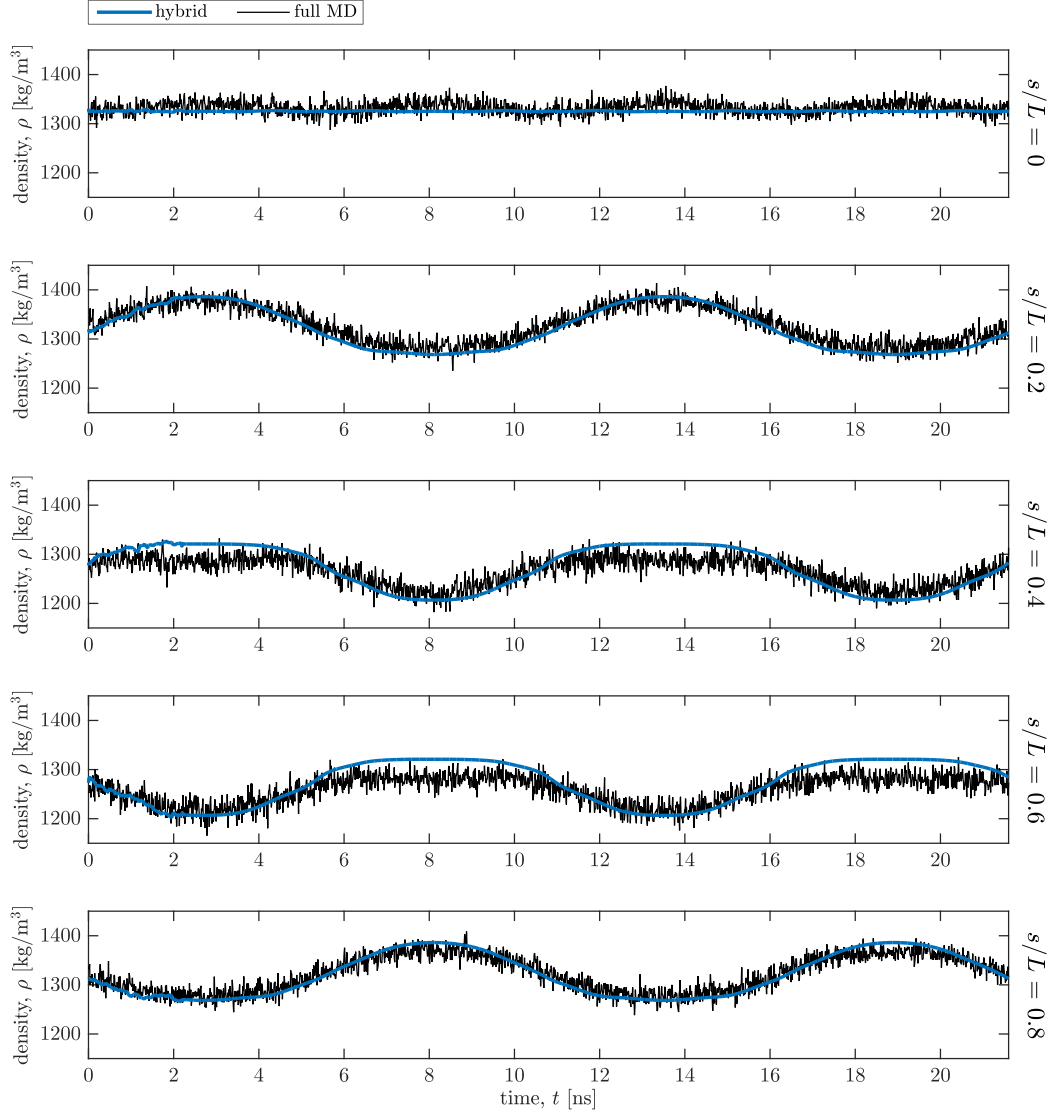 hybrid full MD
density, ρ [kg/m³]
1400
1300
1200
0 2 4 6 8 10 12 14 16 18 20
s/L = 0
density, ρ [kg/m³]
1400
1300
1200
0 2 4 6 8 10 12 14 16 18 20
s/L = 0.2
density, ρ [kg/m³]
1400
1300
1200
0 2 4 6 8 10 12 14 16 18 20
s/L = 0.4
density, ρ [kg/m³]
1400
1300
1200
0 2 4 6 8 10 12 14 16 18 20
s/L = 0.6
density, ρ [kg/m³]
1400
1300
1200
0 2 4 6 8 10 12 14 16 18 20
s/L = 0.8
time, t [ns]